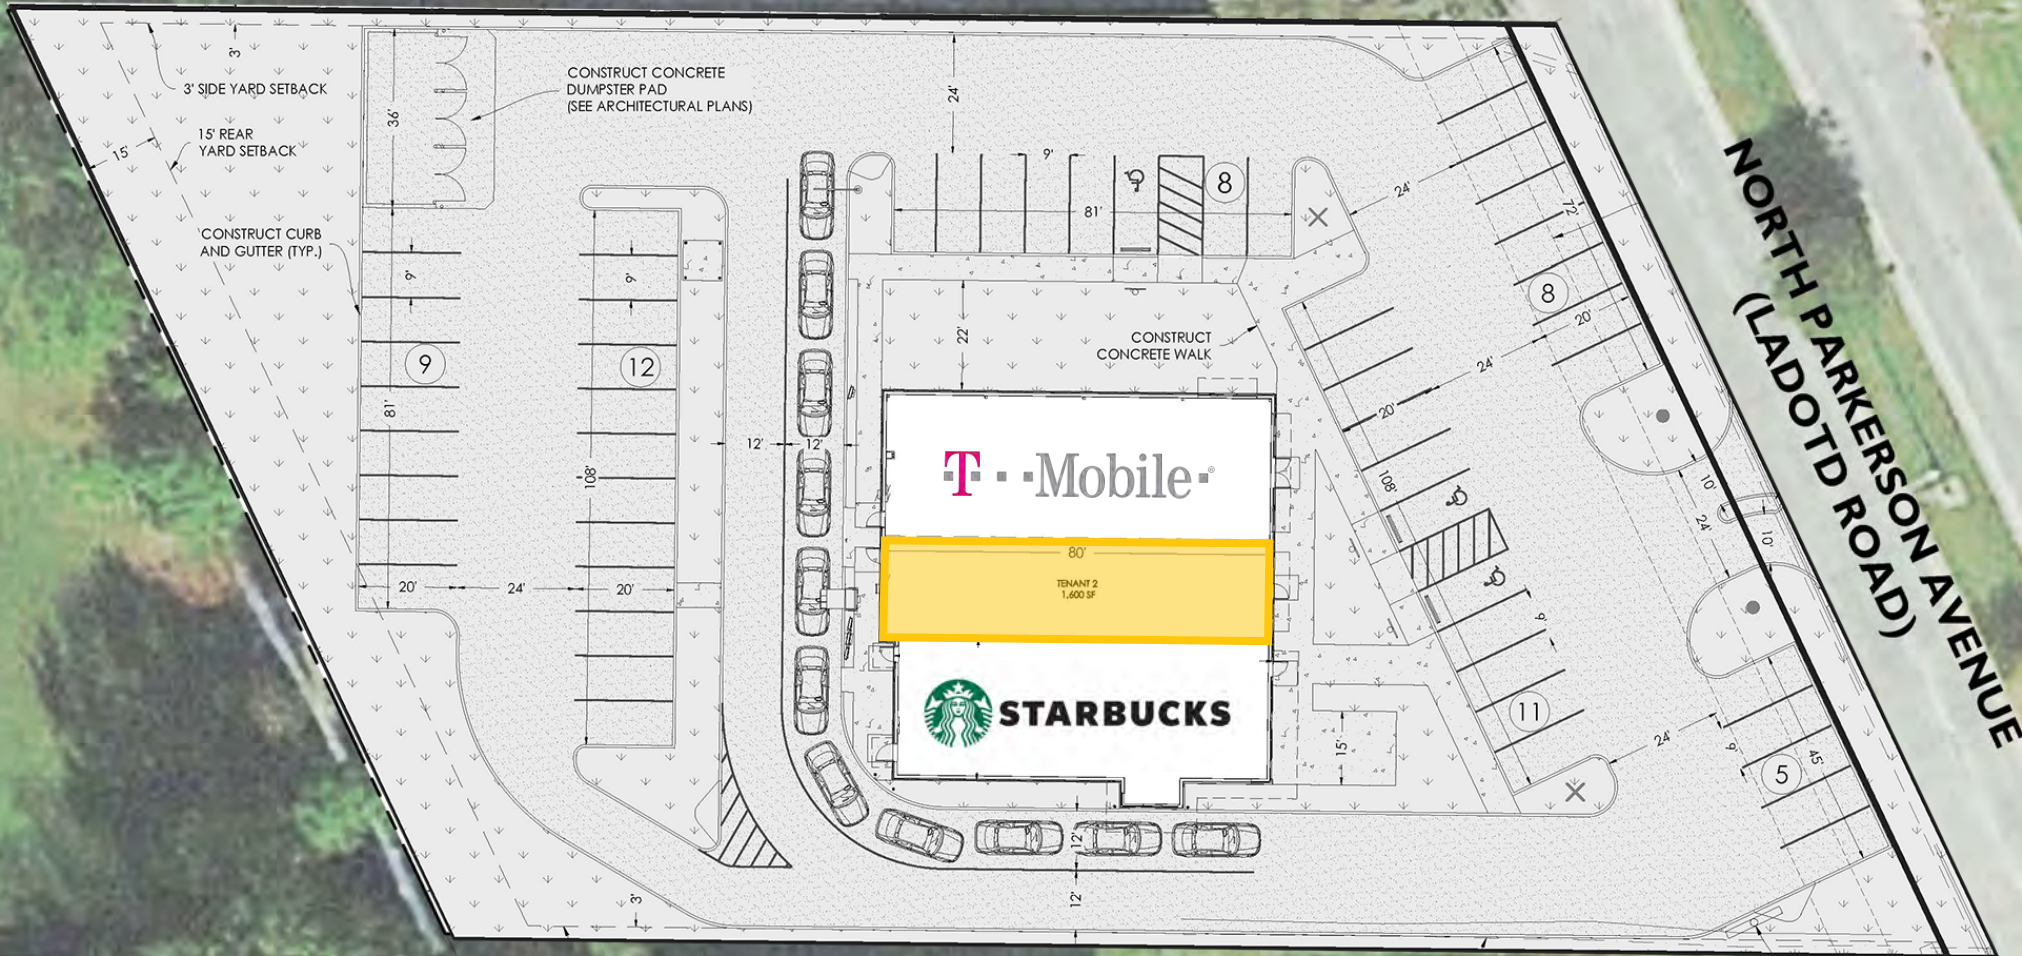 3'
3' SIDE YARD SETBACK
15' REAR
YARD SETBACK
15'
36'
CONSTRUCT CONCRETE
DUMPSTER PAD
(SEE ARCHITECTURAL PLANS)
CONSTRUCT CURB
AND GUTTER (TYP.)
9'
9'
9
12
81'
108'
20'
24'
20'
12'
12'
24'
9'
8
81'
22'
CONSTRUCT
CONCRETE WALK
24'
72'
8
20'
24'
20'
108'
T Mobile ®
80'
TENANT 2
1,600 SF
STARBUCKS
15'
9'
11
10'
24'
10'
24'
9'
45'
5
12'
12'
3'
NORTH PARKERSON AVENUE
(LADOTD ROAD)